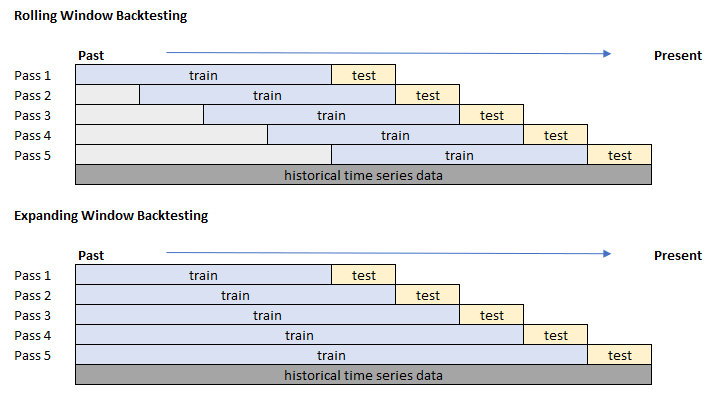 Rolling Window Backtesting
Past Present
Pass 1 train test
Pass 2 train test
Pass 3 train test
Pass 4 train test
Pass 5 train test
historical time series data
Expanding Window Backtesting
Past Present
Pass 1 train test
Pass 2 train test
Pass 3 train test
Pass 4 train test
Pass 5 train test
historical time series data